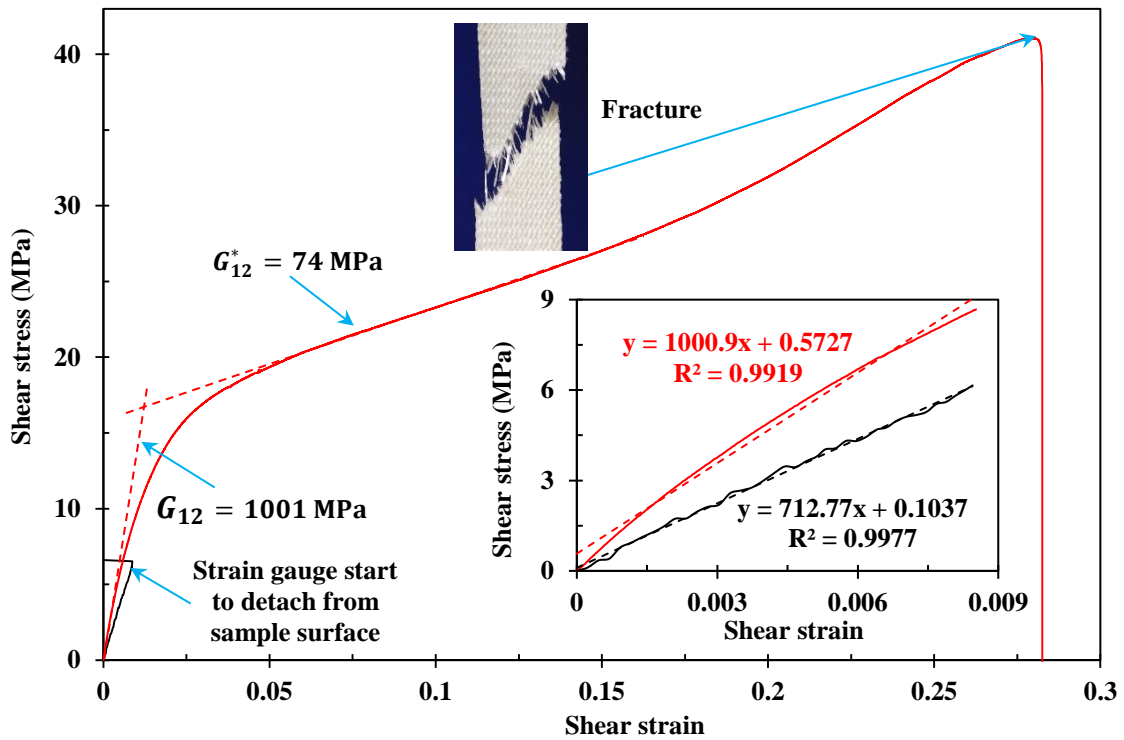 40
30
20
10
0
Shear stress (MPa)
Fracture
G*12 = 74 MPa
G12 = 1001 MPa
Strain gauge start
to detach from
sample surface
9
6
3
0
Shear stress (MPa)
y = 1000.9x + 0.5727
R² = 0.9919
y = 712.77x + 0.1037
R² = 0.9977
0 0.003 0.006 0.009
Shear strain
0 0.05 0.1 0.15 0.2 0.25 0.3
Shear strain